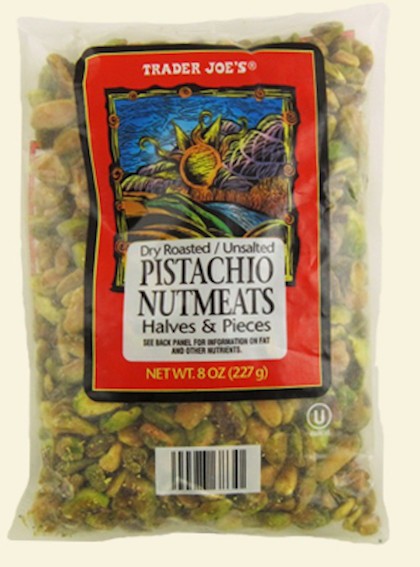 TRADER JOE'S®
Dry Roasted / Unsalted
PISTACHIO
NUTMEATS
Halves & Pieces
SEE BACK PANEL FOR INFORMATION ON FAT
AND OTHER NUTRIENTS.
NET WT. 8 OZ (227 g)
U